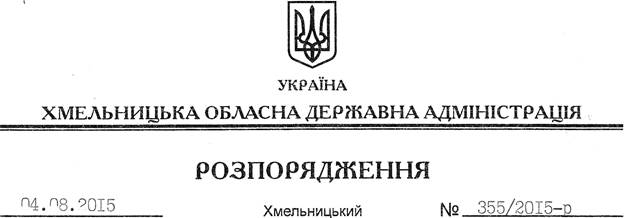 УКРАЇНА
ХМЕЛЬНИЦЬКА ОБЛАСНА ДЕРЖАВНА АДМІНІСТРАЦІЯ
РОЗПОРЯДЖЕННЯ
04.08.2015 Хмельницький № 355/2015-р